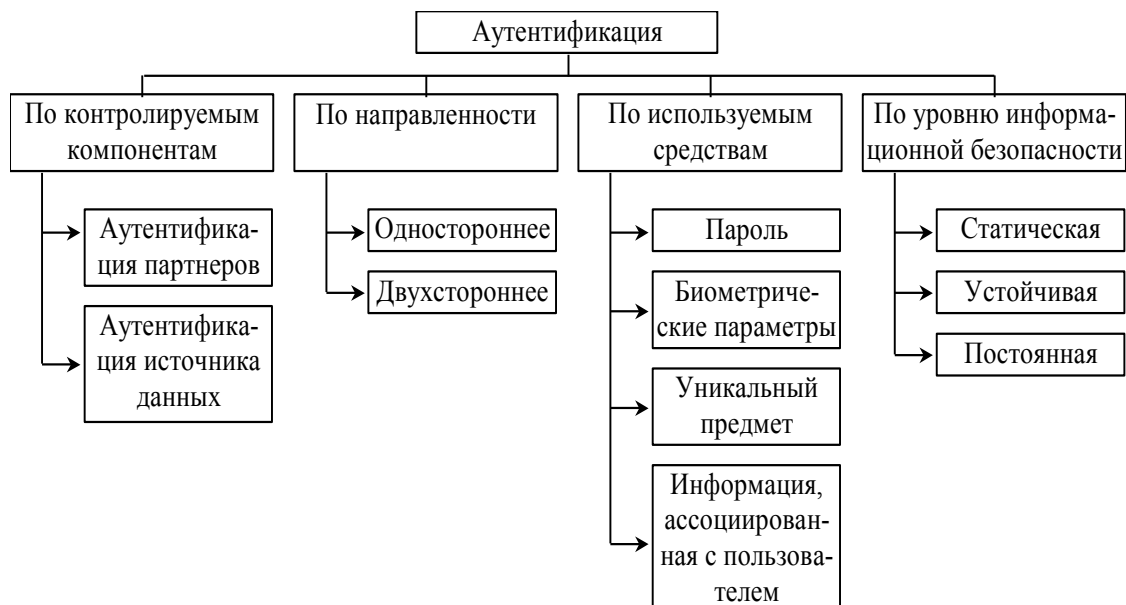 Аутентификация
По контролируемым
компонентам
По направленности
По используемым
средствам
По уровню информа-
ционной безопасности
Аутентифика-
ция партнеров
Аутентифика-
ция источника
данных
Одностороннее
Двухстороннее
Пароль
Биометриче-
ские параметры
Уникальный
предмет
Информация,
ассоциирован-
ная с пользова-
телем
Статическая
Устойчивая
Постоянная